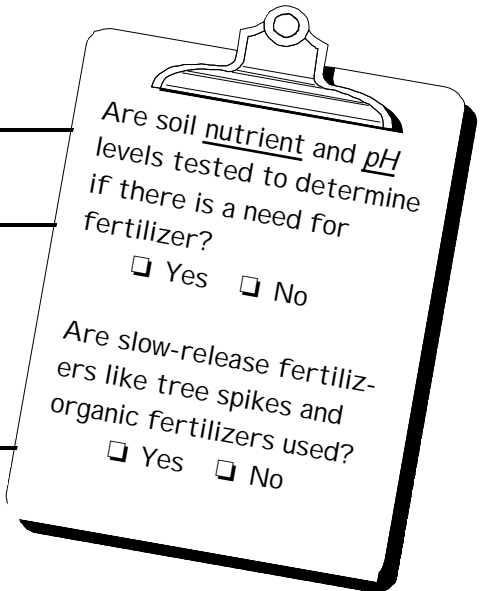 Are soil nutrient and pH
levels tested to determine
if there is a need for
fertilizer?
❏ Yes ❏ No
Are slow-release fertiliz-
ers like tree spikes and
organic fertilizers used?
❏ Yes ❏ No